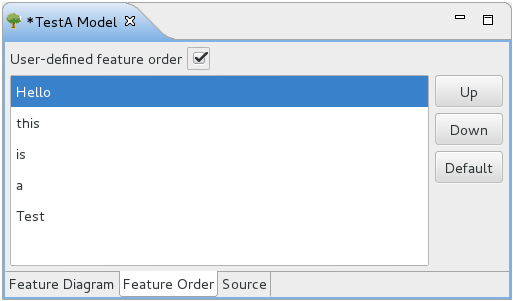 *TestA Model
User-defined feature order
Hello
this
is
a
Test
Up
Down
Default
Feature Diagram Feature Order Source